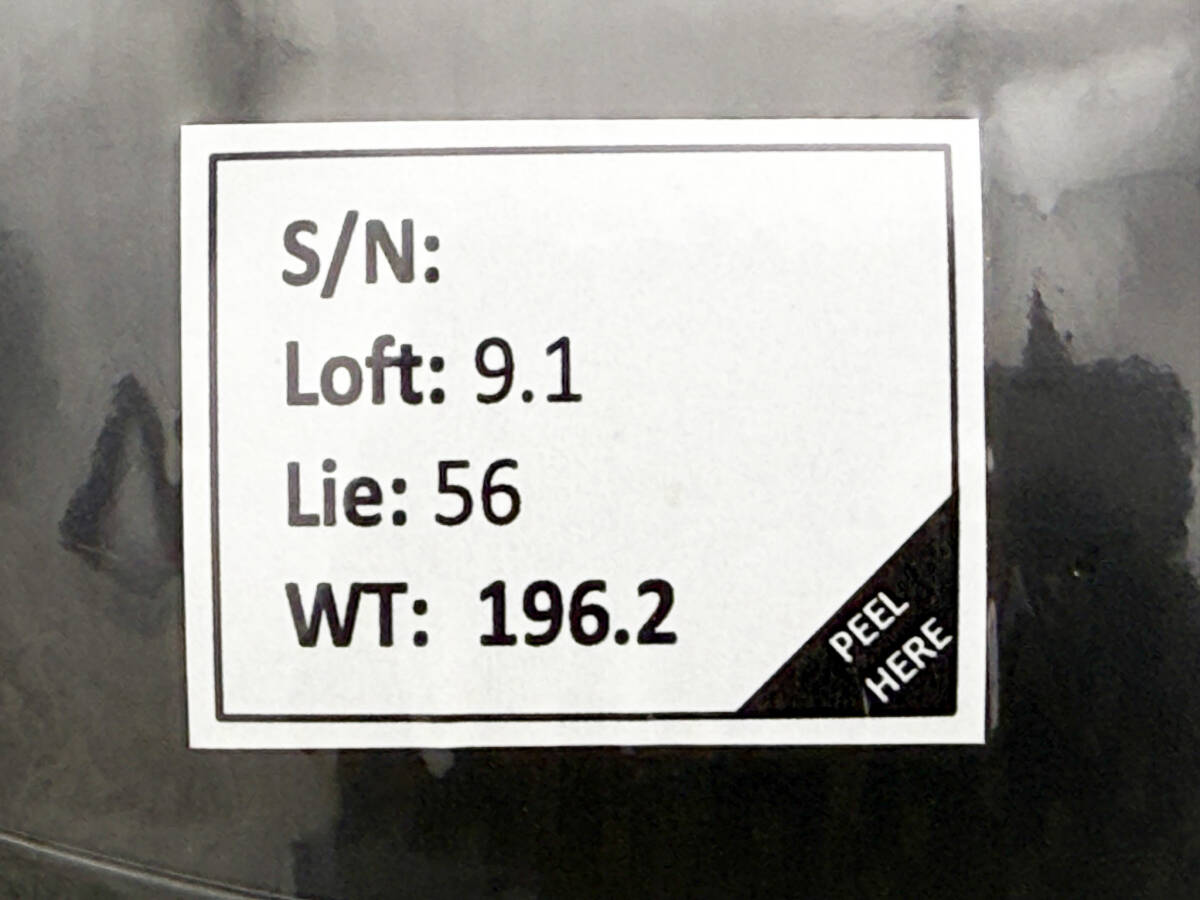 S/N:
Loft: 9.1
Lie: 56
WT: 196.2
PEEL
HERE